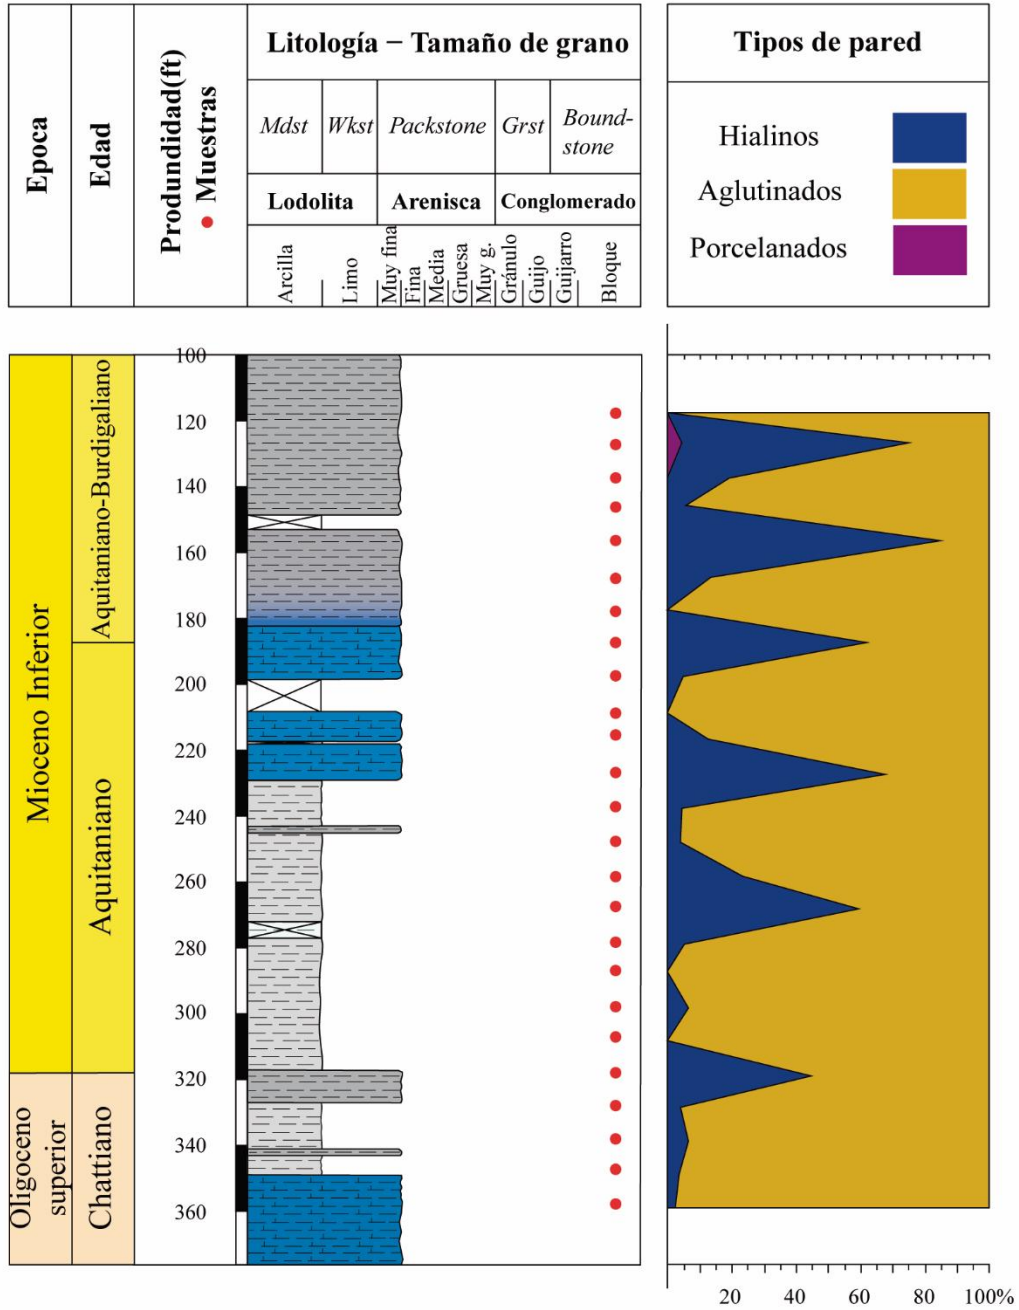 Epoca
Edad
Produndidad(ft)
Muestras
Litología – Tamaño de grano
Mdst
Wkst
Packstone
Grst
Bound-
stone
Lodolita
Arenisca
Conglomerado
Arcilla
Limo
Muy fina
Fina
Media
Gruesa
Muy g.
Gránulo
Guijo
Guijarro
Bloque
Tipos de pared
Hialinos
Aglutinados
Porcelanados
Mioceno Inferior
Oligoceno
superior
Aquitaniano-Burdigaliano
Aquitaniano
Chattiano
100
120
140
160
180
200
220
240
260
280
300
320
340
360
20
40
60
80
100%